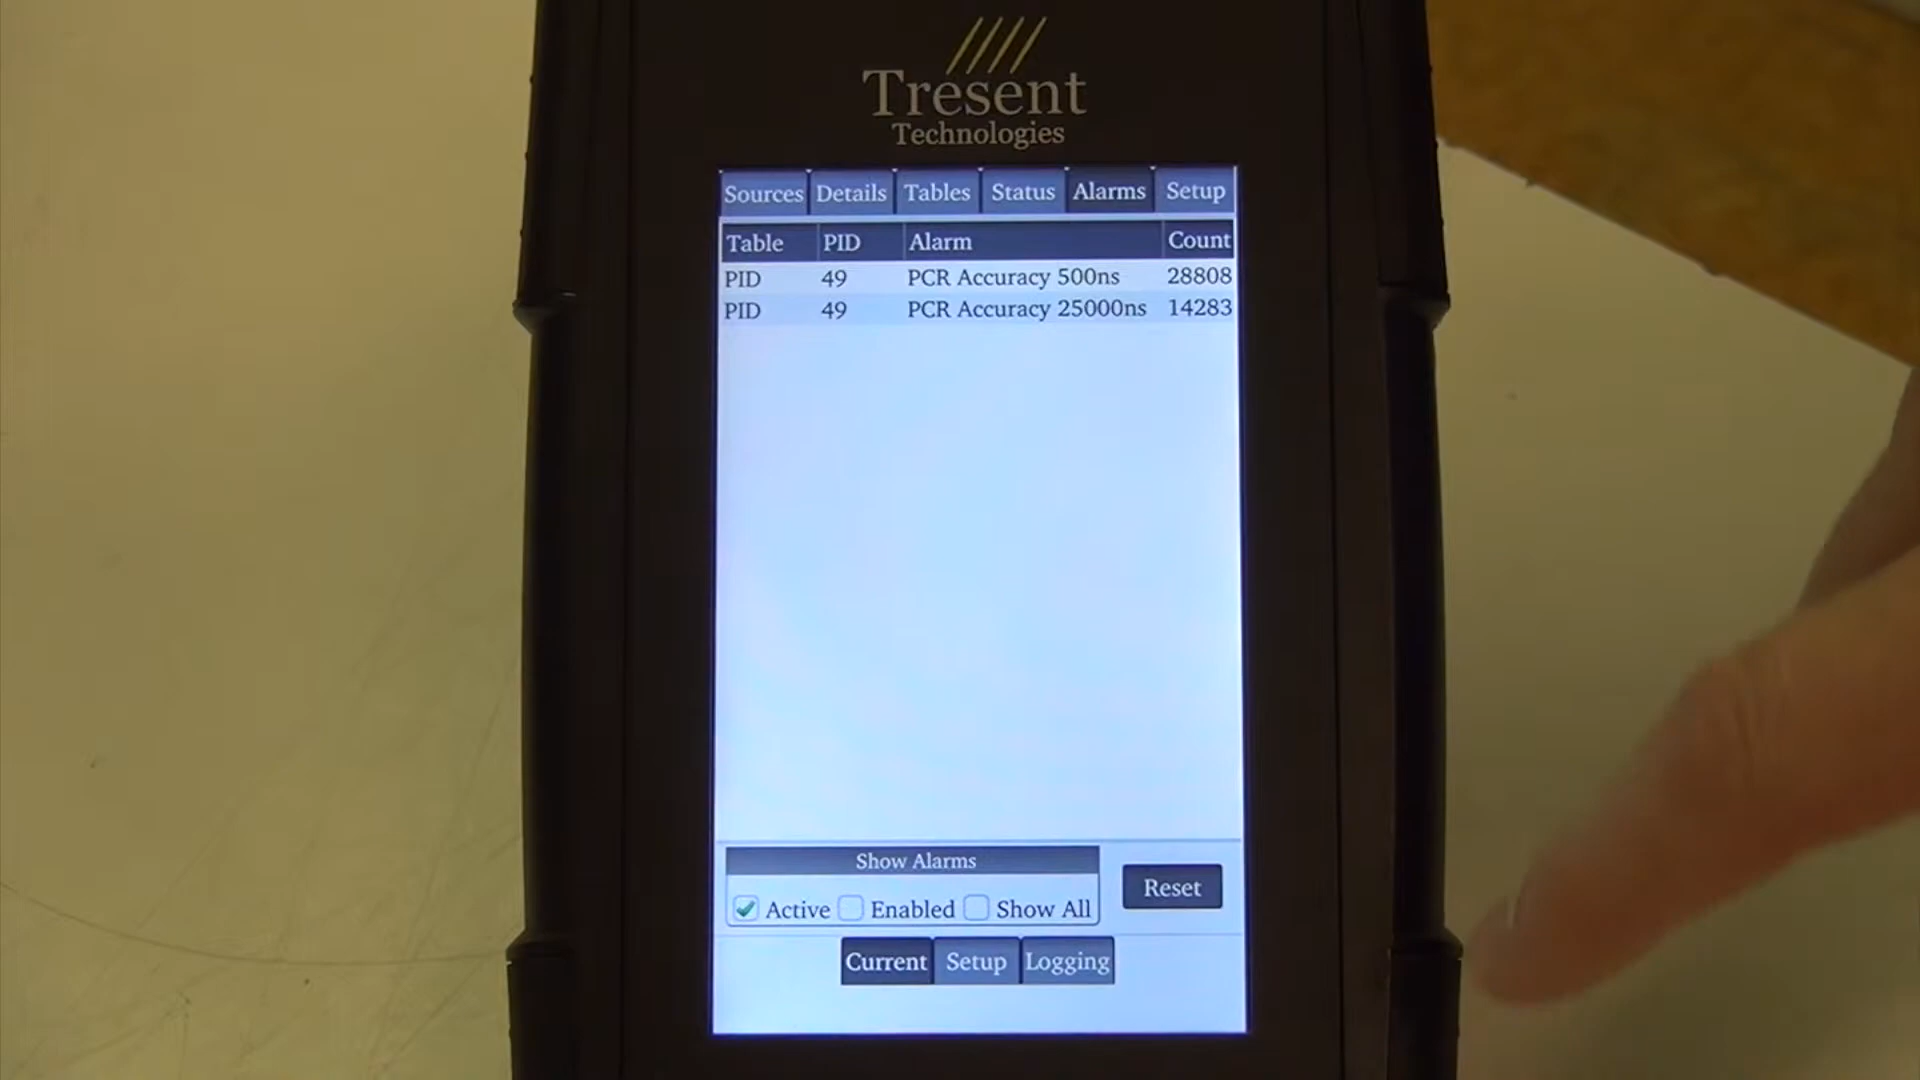 Tresent
Technologies
Sources Details Tables Status Alarms Setup
Table PID Alarm Count
PID 49 PCR Accuracy 500ns 28808
PID 49 PCR Accuracy 25000ns 14283
Show Alarms
Active Enabled Show All
Reset
Current Setup Logging